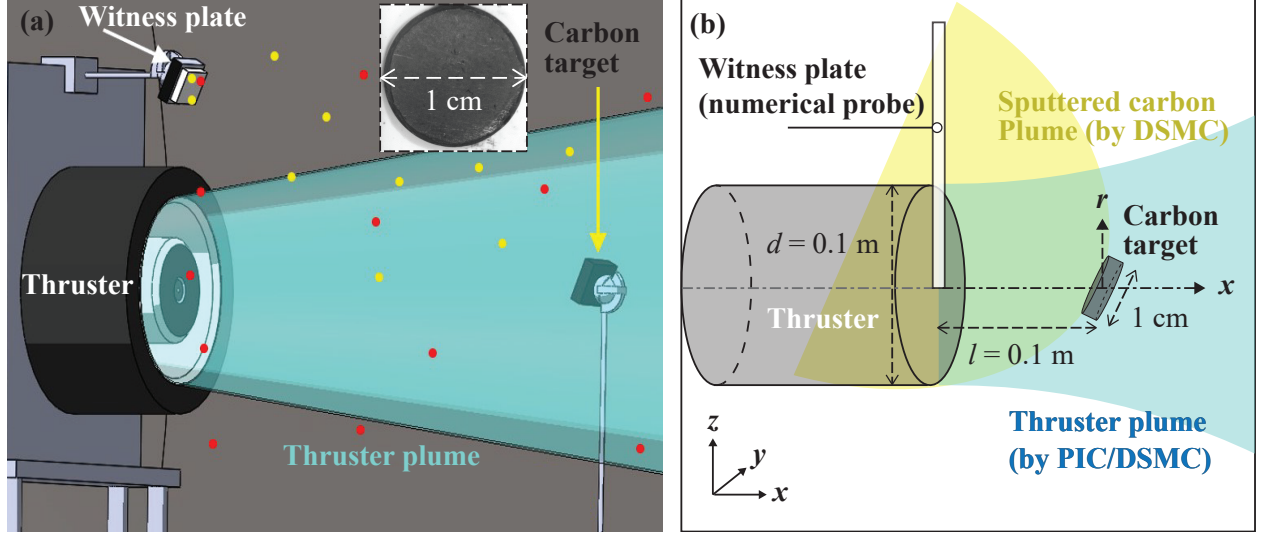 (a)
Witness plate
Carbon
target
1 cm
Thruster
Thruster plume
(b)
Witness plate
(numerical probe)
Sputtered carbon
Plume (by DSMC)
r
Carbon
target
d = 0.1 m
x
Thruster
1 cm
l = 0.1 m
z
y
x
Thruster plume
(by PIC/DSMC)